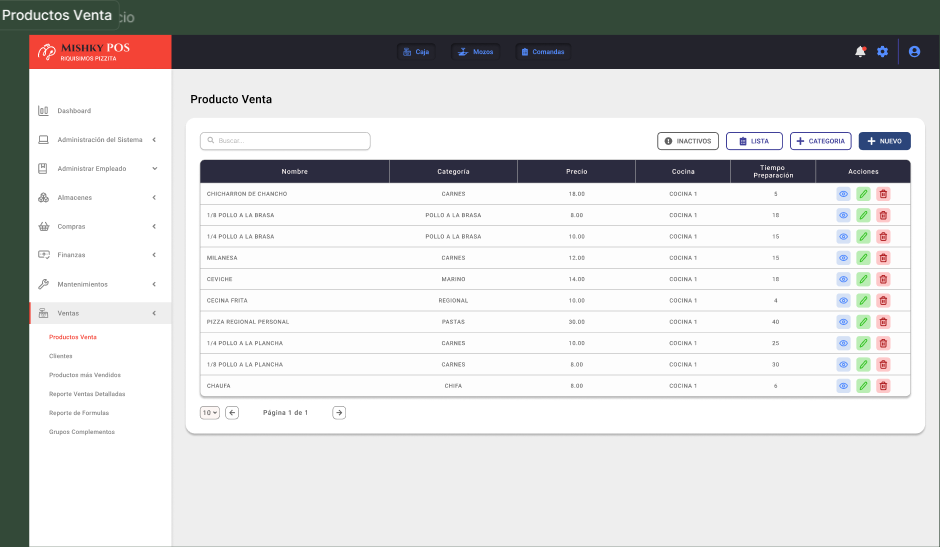 Productos Venta
cio
MISHKY POS
RIQUISIMOS PIZZITA
Caja
Mozos
Comandas
Dashboard
Administración del Sistema
Administrar Empleado
Almacenes
Compras
Finanzas
Mantenimientos
Ventas
Productos Venta
Clientes
Productos más Vendidos
Reporte Ventas Detalladas
Reporte de Formulas
Grupos Complementos
Producto Venta
Buscar...
INACTIVOS
LISTA
CATEGORIA
NUEVO
Nombre Categoría Precio Cocina Tiempo Preparación Acciones
CHICHARRON DE CHANCHO CARNES 18.00 COCINA 1 5
1/8 POLLO A LA BRASA POLLO A LA BRASA 8.00 COCINA 1 18
1/4 POLLO A LA BRASA POLLO A LA BRASA 10.00 COCINA 1 15
MILANESA CARNES 12.00 COCINA 1 15
CEVICHE MARINO 14.00 COCINA 1 18
CECINA FRITA REGIONAL 10.00 COCINA 1 4
PIZZA REGIONAL PERSONAL PASTAS 30.00 COCINA 1 40
1/4 POLLO A LA PLANCHA CARNES 10.00 COCINA 1 25
1/8 POLLO A LA PLANCHA CARNES 8.00 COCINA 1 30
CHAUFA CHIFA 8.00 COCINA 1 6
10
Página 1 de 1